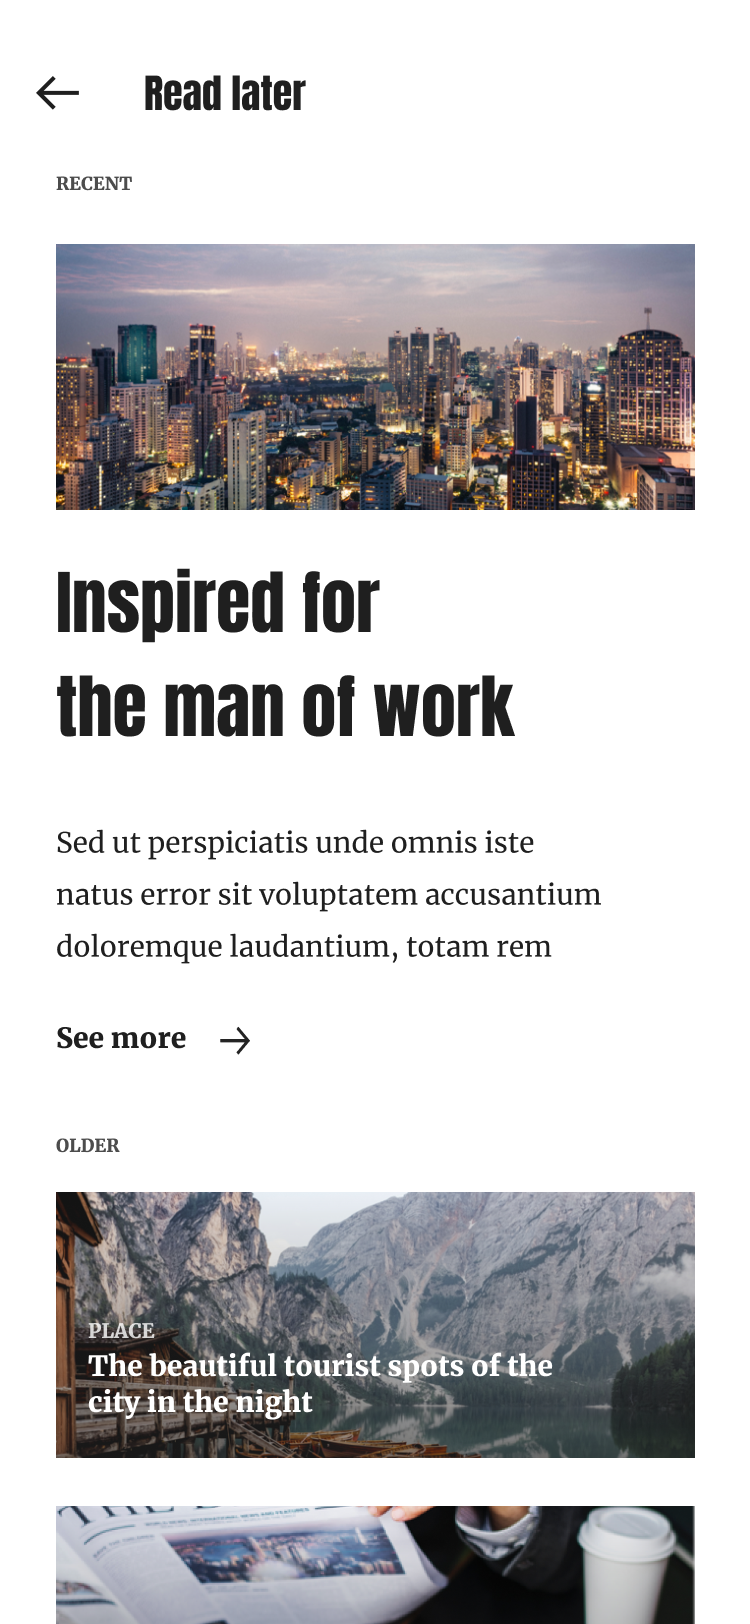 Read later
RECENT
Inspired for
the man of work
Sed ut perspiciatis unde omnis iste
natus error sit voluptatem accusantium
doloremque laudantium, totam rem
See more
OLDER
PLACE
The beautiful tourist spots of the
city in the night
THE